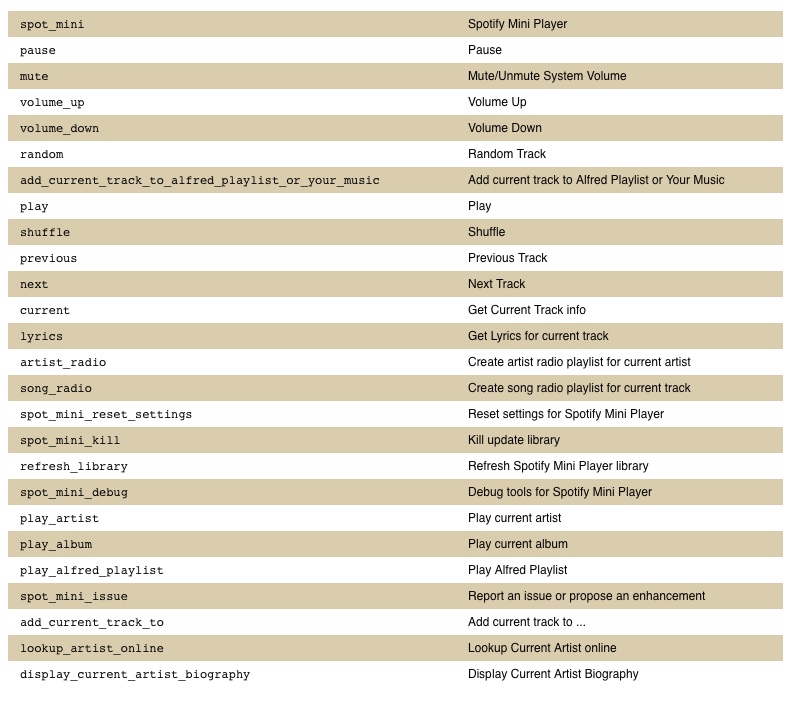 spot_mini Spotify Mini Player
pause Pause
mute Mute/Unmute System Volume
volume_up Volume Up
volume_down Volume Down
random Random Track
add_current_track_to_alfred_playlist_or_your_music Add current track to Alfred Playlist or Your Music
play Play
shuffle Shuffle
previous Previous Track
next Next Track
current Get Current Track info
lyrics Get Lyrics for current track
artist_radio Create artist radio playlist for current artist
song_radio Create song radio playlist for current track
spot_mini_reset_settings Reset settings for Spotify Mini Player
spot_mini_kill Kill update library
refresh_library Refresh Spotify Mini Player library
spot_mini_debug Debug tools for Spotify Mini Player
play_artist Play current artist
play_album Play current album
play_alfred_playlist Play Alfred Playlist
spot_mini_issue Report an issue or propose an enhancement
add_current_track_to Add current track to ...
lookup_artist_online Lookup Current Artist online
display_current_artist_biography Display Current Artist Biography